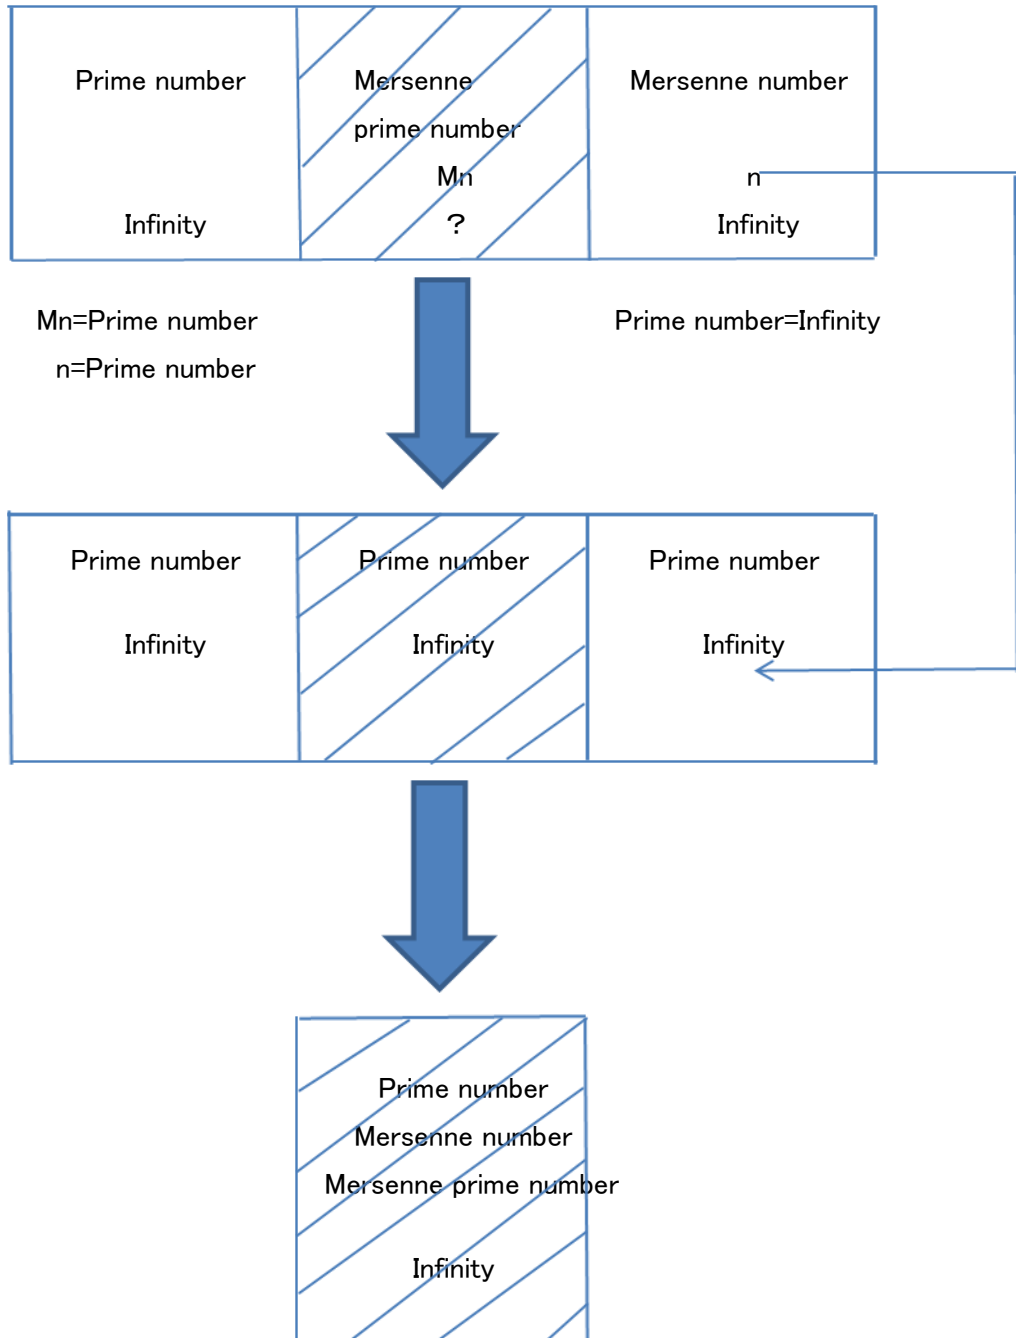 Prime number
Infinity
Mersenne
prime number
Mn
?
Mersenne number
n
Infinity
Mn=Prime number
n=Prime number
Prime number=Infinity
Prime number
Infinity
Prime number
Infinity
Prime number
Infinity
Prime number
Mersenne number
Mersenne prime number
Infinity